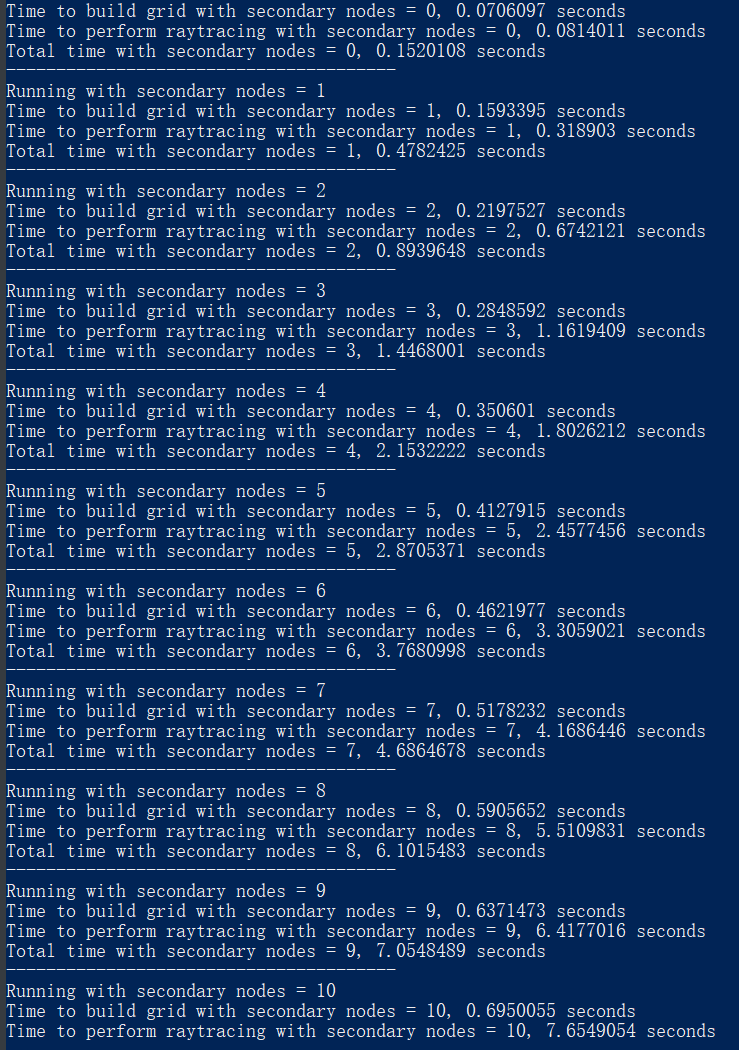 Time to build grid with secondary nodes = 0, 0.0706097 seconds
Time to perform raytracing with secondary nodes = 0, 0.0814011 seconds
Total time with secondary nodes = 0, 0.1520108 seconds
---------------------------------------
Running with secondary nodes = 1
Time to build grid with secondary nodes = 1, 0.1593395 seconds
Time to perform raytracing with secondary nodes = 1, 0.318903 seconds
Total time with secondary nodes = 1, 0.4782425 seconds
---------------------------------------
Running with secondary nodes = 2
Time to build grid with secondary nodes = 2, 0.2197527 seconds
Time to perform raytracing with secondary nodes = 2, 0.6742121 seconds
Total time with secondary nodes = 2, 0.8939648 seconds
---------------------------------------
Running with secondary nodes = 3
Time to build grid with secondary nodes = 3, 0.2848592 seconds
Time to perform raytracing with secondary nodes = 3, 1.1619409 seconds
Total time with secondary nodes = 3, 1.4468001 seconds
---------------------------------------
Running with secondary nodes = 4
Time to build grid with secondary nodes = 4, 0.350601 seconds
Time to perform raytracing with secondary nodes = 4, 1.8026212 seconds
Total time with secondary nodes = 4, 2.1532222 seconds
---------------------------------------
Running with secondary nodes = 5
Time to build grid with secondary nodes = 5, 0.4127915 seconds
Time to perform raytracing with secondary nodes = 5, 2.4577456 seconds
Total time with secondary nodes = 5, 2.8705371 seconds
---------------------------------------
Running with secondary nodes = 6
Time to build grid with secondary nodes = 6, 0.4621977 seconds
Time to perform raytracing with secondary nodes = 6, 3.3059021 seconds
Total time with secondary nodes = 6, 3.7680998 seconds
---------------------------------------
Running with secondary nodes = 7
Time to build grid with secondary nodes = 7, 0.5178232 seconds
Time to perform raytracing with secondary nodes = 7, 4.1686446 seconds
Total time with secondary nodes = 7, 4.6864678 seconds
---------------------------------------
Running with secondary nodes = 8
Time to build grid with secondary nodes = 8, 0.5905652 seconds
Time to perform raytracing with secondary nodes = 8, 5.5109831 seconds
Total time with secondary nodes = 8, 6.1015483 seconds
---------------------------------------
Running with secondary nodes = 9
Time to build grid with secondary nodes = 9, 0.6371473 seconds
Time to perform raytracing with secondary nodes = 9, 6.4177016 seconds
Total time with secondary nodes = 9, 7.0548489 seconds
---------------------------------------
Running with secondary nodes = 10
Time to build grid with secondary nodes = 10, 0.6950055 seconds
Time to perform raytracing with secondary nodes = 10, 7.6549054 seconds